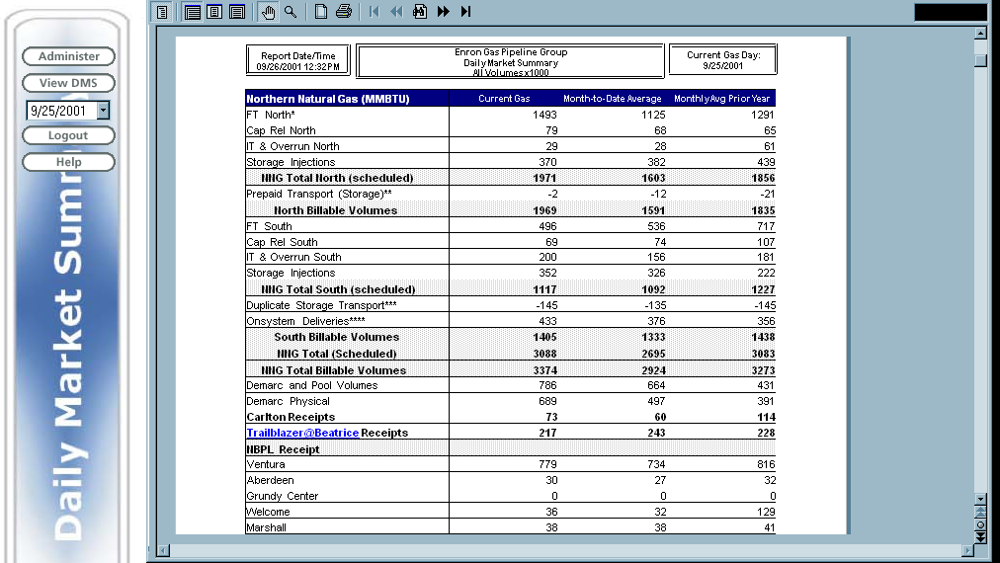 Administer
View DMS
9/25/2001
Logout
Help
Daily Market Summ
Report Date/Time
09/26/2001 12:32PM
Enron Gas Pipeline Group
Daily Market Summary
All Volumes x1000
Current Gas Day:
9/25/2001
Northern Natural Gas (MMBTU) Current Gas Month-to-Date Average Monthly Avg Prior Year
FT North* 1493 1125 1291
Cap Rel North 79 68 65
IT & Overrun North 29 28 61
Storage Injections 370 382 439
NNG Total North (scheduled) 1971 1603 1856
Prepaid Transport (Storage)** -2 -12 -21
North Billable Volumes 1969 1591 1835
FT South 496 536 717
Cap Rel South 69 74 107
IT & Overrun South 200 156 181
Storage Injections 352 326 222
NNG Total South (scheduled) 1117 1092 1227
Duplicate Storage Transport*** -145 -135 -145
Onsystem Deliveries**** 433 376 356
South Billable Volumes 1405 1333 1438
NNG Total (Scheduled) 3088 2695 3083
NNG Total Billable Volumes 3374 2924 3273
Demarc and Pool Volumes 786 664 431
Demarc Physical 689 497 391
Carlton Receipts 73 60 114
Trailblazer@Beatrice Receipts 217 243 228
NBPL Receipt
Ventura 779 734 816
Aberdeen 30 27 32
Grundy Center 0 0 0
Welcome 36 32 129
Marshall 38 38 41